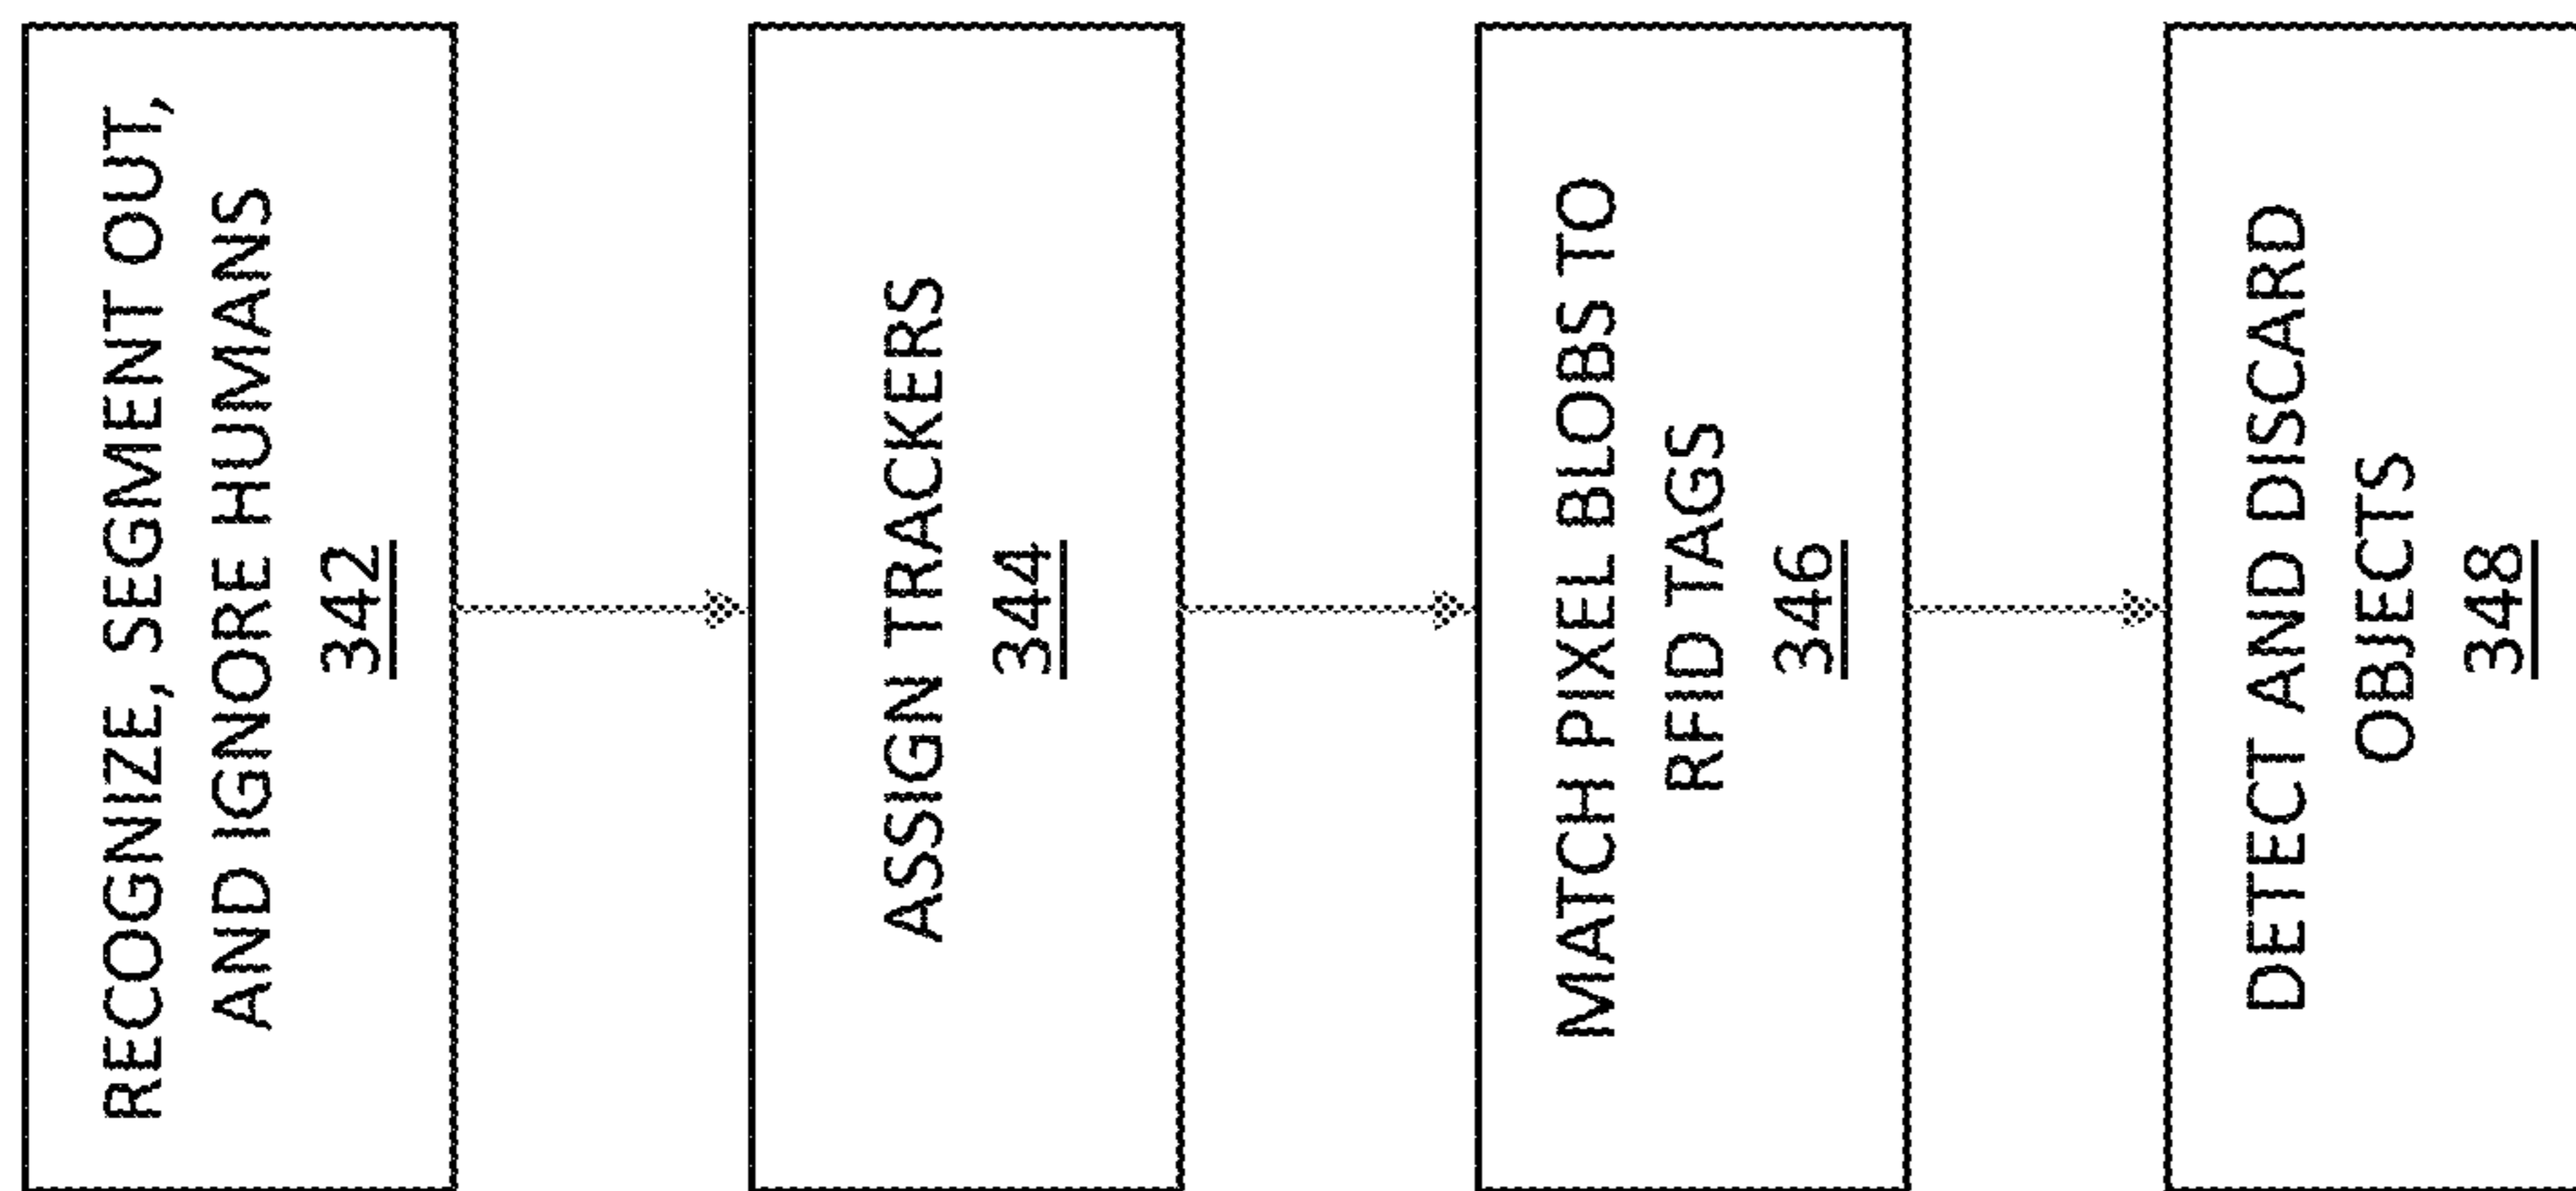 RECOGNIZE, SEGMENT OUT,
AND IGNORE HUMANS
342
ASSIGN TRACKERS
344
MATCH PIXEL BLOBS TO
RFID TAGS
346
DETECT AND DISCARD
OBJECTS
348